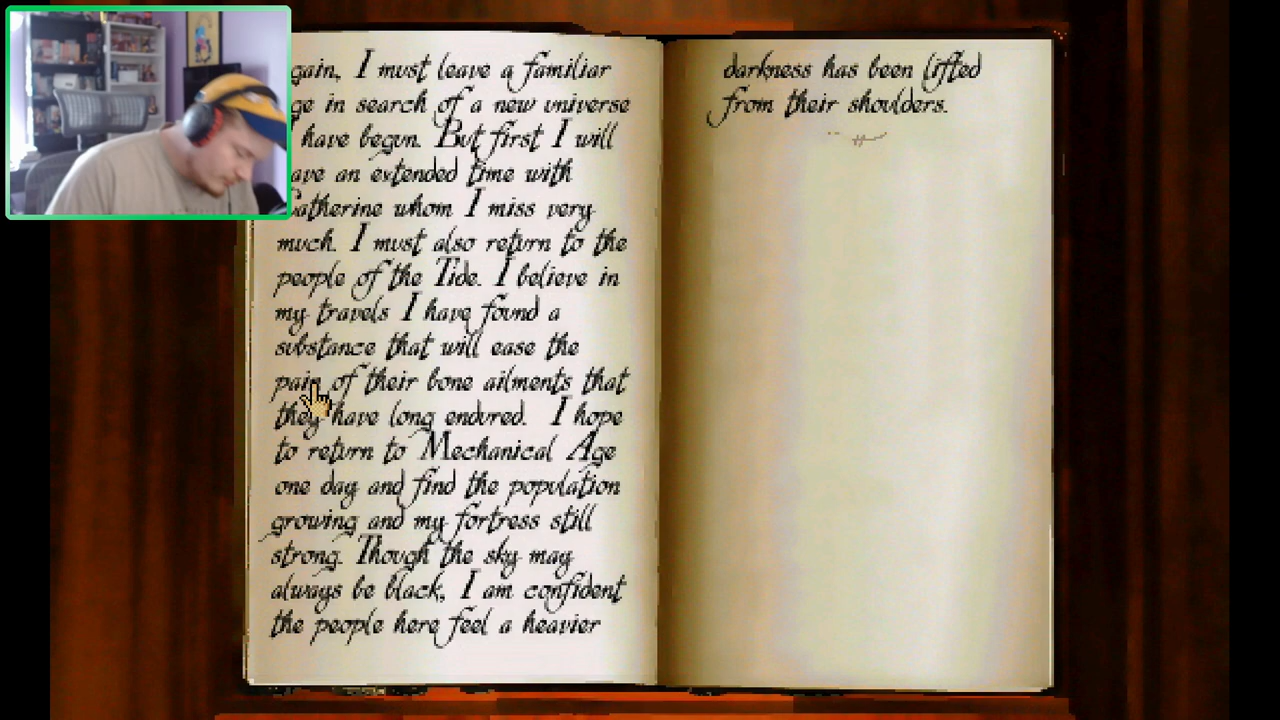 gain, I must leave a familiar
ge in search of a new universe
I have begun. But first I will
ave an extended time with
atherine whom I miss very
much. I must also return to the
people of the Tide. I believe in
my travels I have found a
substance that will ease the
pain of their bone ailments that
they have long endured. I hope
to return to Mechanical Age
one day and find the population
growing and my fortress still
strong. Though the sky may
always be black, I am confident
the people here feel a heavier
darkness has been lifted
from their shoulders.